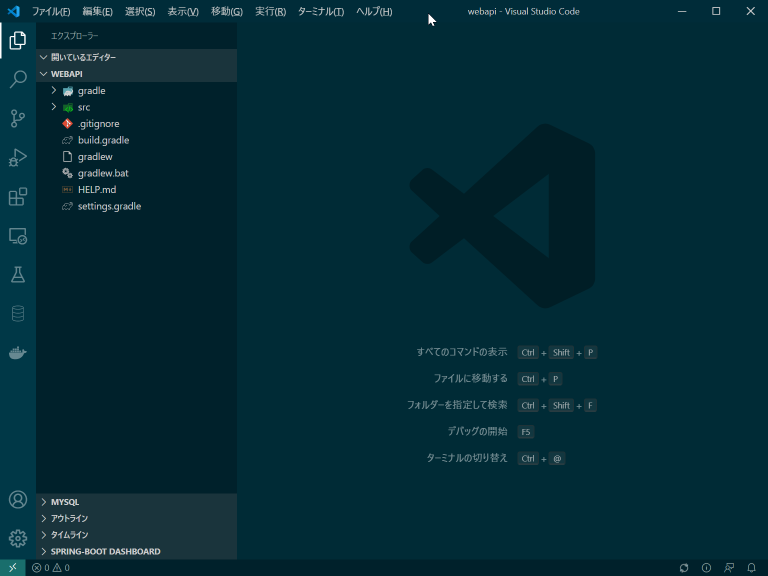 ファイル(F) 編集(E) 選択(S) 表示(V) 移動(G) 実行(R) ターミナル(T) ヘルプ(H) webapi - Visual Studio Code
エクスプローラー
開いているエディター
WEBAPI
gradle
src
.gitignore
build.gradle
gradlew
gradlew.bat
HELP.md
settings.gradle
すべてのコマンドの表示 Ctrl + Shift + P
ファイルに移動する Ctrl + P
フォルダーを指定して検索 Ctrl + Shift + F
デバッグの開始 F5
ターミナルの切り替え Ctrl + @
MYSQL
アウトライン
タイムライン
SPRING-BOOT DASHBOARD
0 0